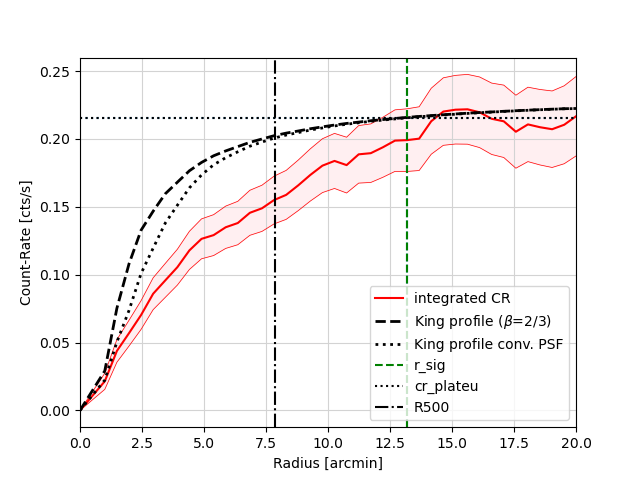 0.25
0.20
0.15
0.10
0.05
0.00
Count-Rate [cts/s]
integrated CR
King profile (β=2/3)
King profile conv. PSF
r_sig
cr_plateu
R500
0.0 2.5 5.0 7.5 10.0 12.5 15.0 17.5 20.0
Radius [arcmin]